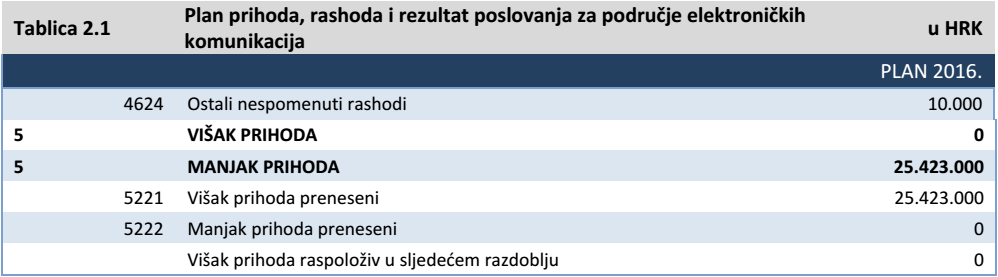 Tablica 2.1 Plan prihoda, rashoda i rezultat poslovanja za područje elektroničkih komunikacija u HRK
PLAN 2016.
4624 Ostali nespomenuti rashodi 10.000
5 VIŠAK PRIHODA 0
5 MANJAK PRIHODA 25.423.000
5221 Višak prihoda preneseni 25.423.000
5222 Manjak prihoda preneseni 0
Višak prihoda raspoloživ u sljedećem razdoblju 0